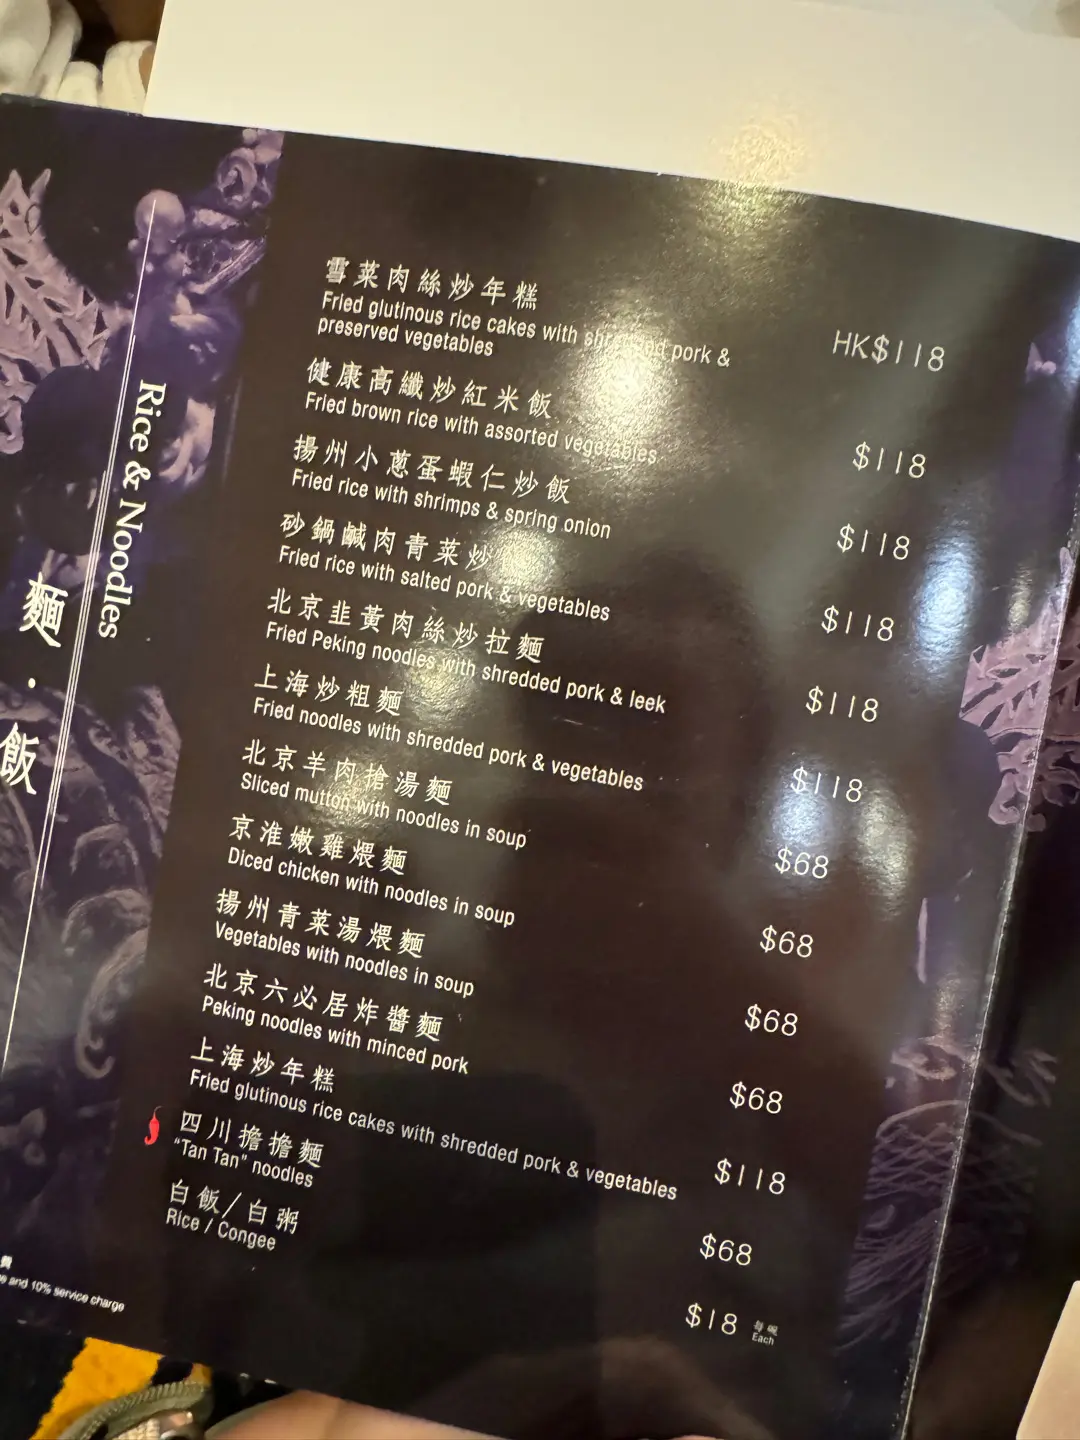 Rice & Noodles
麵·飯
雪菜肉絲炒年糕
Fried glutinous rice cakes with shredded pork &
preserved vegetables
HK$118
健康高纖炒紅米飯
Fried brown rice with assorted vegetables
$118
揚州小蔥蛋蝦仁炒飯
Fried rice with shrimps & spring onion
$118
砂鍋鹹肉青菜炒
Fried rice with salted pork & vegetables
$118
北京韭黃肉絲炒拉麵
Fried Peking noodles with shredded pork & leek
$118
上海炒粗麵
Fried noodles with shredded pork & vegetables
$118
北京羊肉搶湯麵
Sliced mutton with noodles in soup
$68
京淮嫩雞煨麵
Diced chicken with noodles in soup
$68
揚州青菜湯煨麵
Vegetables with noodles in soup
$68
北京六必居炸醬麵
Peking noodles with minced pork
$68
上海炒年糕
Fried glutinous rice cakes with shredded pork & vegetables
$118
四川擔擔麵
"Tan Tan" noodles
$68
白飯/白粥
Rice / Congee
$18 每碗
Each
費
and 10% service charge